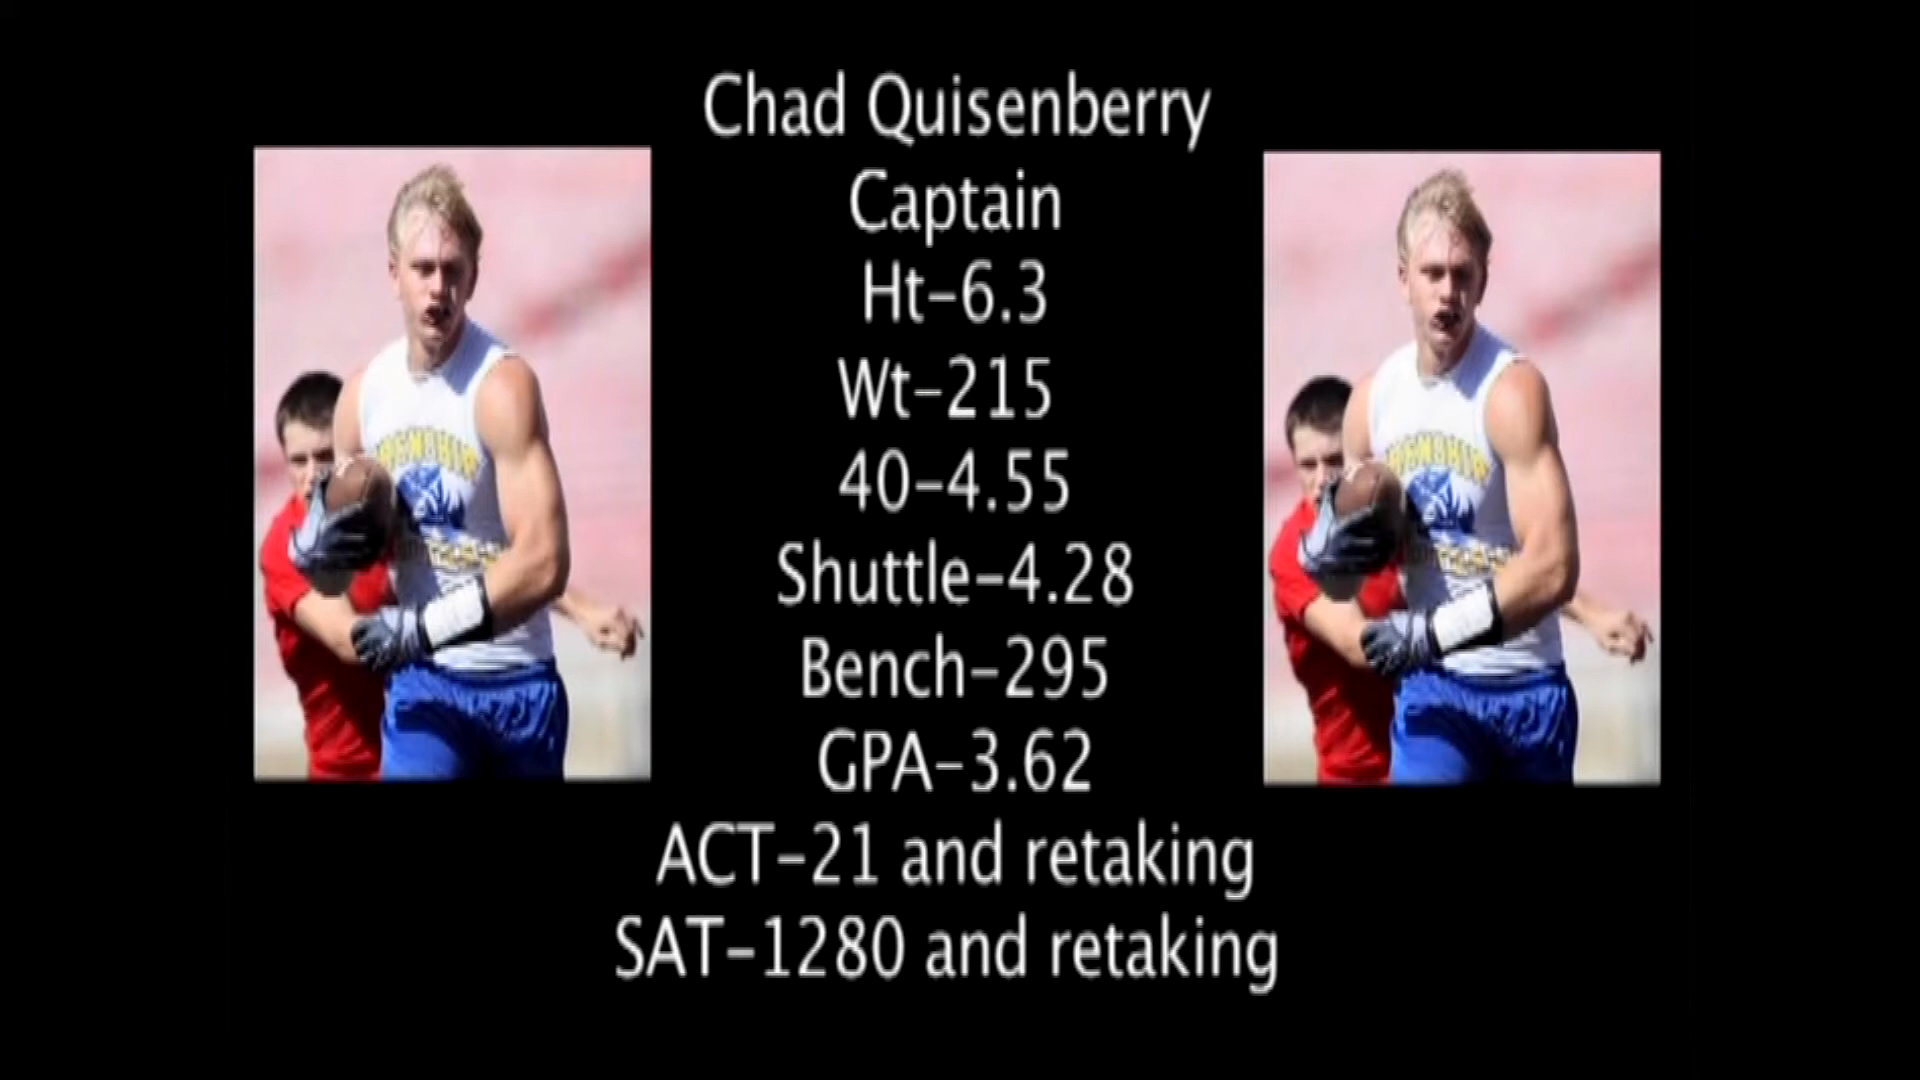 Chad Quisenberry
Captain
Ht-6.3
Wt-215
40-4.55
Shuttle-4.28
Bench-295
GPA-3.62
ACT-21 and retaking
SAT-1280 and retaking